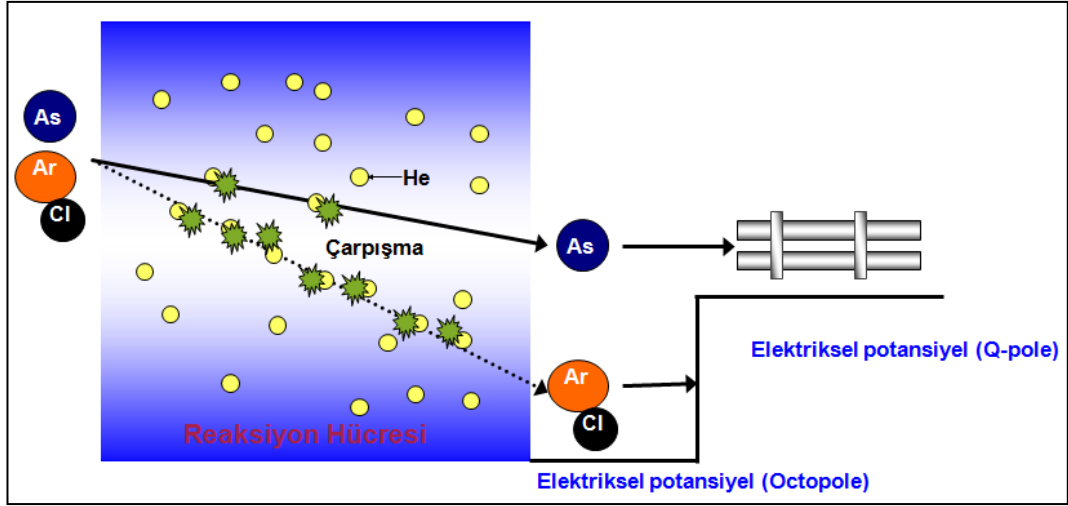 As
Ar
Cl
He
Çarpışma
As
Elektriksel potansiyel (Q-pole)
Ar
Cl
Reaksiyon Hücresi
Elektriksel potansiyel (Octopole)